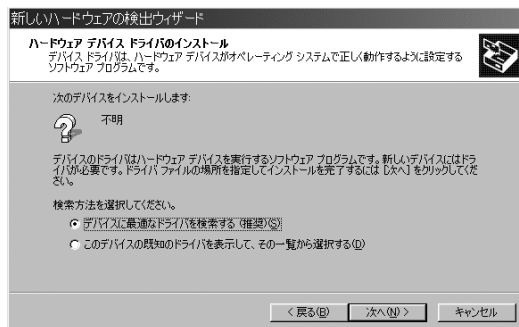 新しいハードウェアの検出ウィザード
ハードウェア デバイス ドライバのインストール
デバイス ドライバは、ハードウェア デバイスがオペレーティング システムで正しく動作するように設定する
ソフトウェア プログラムです。
次のデバイスをインストールします:
不明
デバイスのドライバはハードウェア デバイスを実行するソフトウェア プログラムです。新しいデバイスにはドラ
イバが必要です。ドライバ ファイルの場所を指定してインストールを完了するには [次へ] をクリックしてくだ
さい。
検索方法を選択してください。
デバイスに最適なドライバを検索する (推奨)(S)
このデバイスの既知のドライバを表示して、その一覧から選択する(D)
< 戻る(B)
次へ(N) >
キャンセル